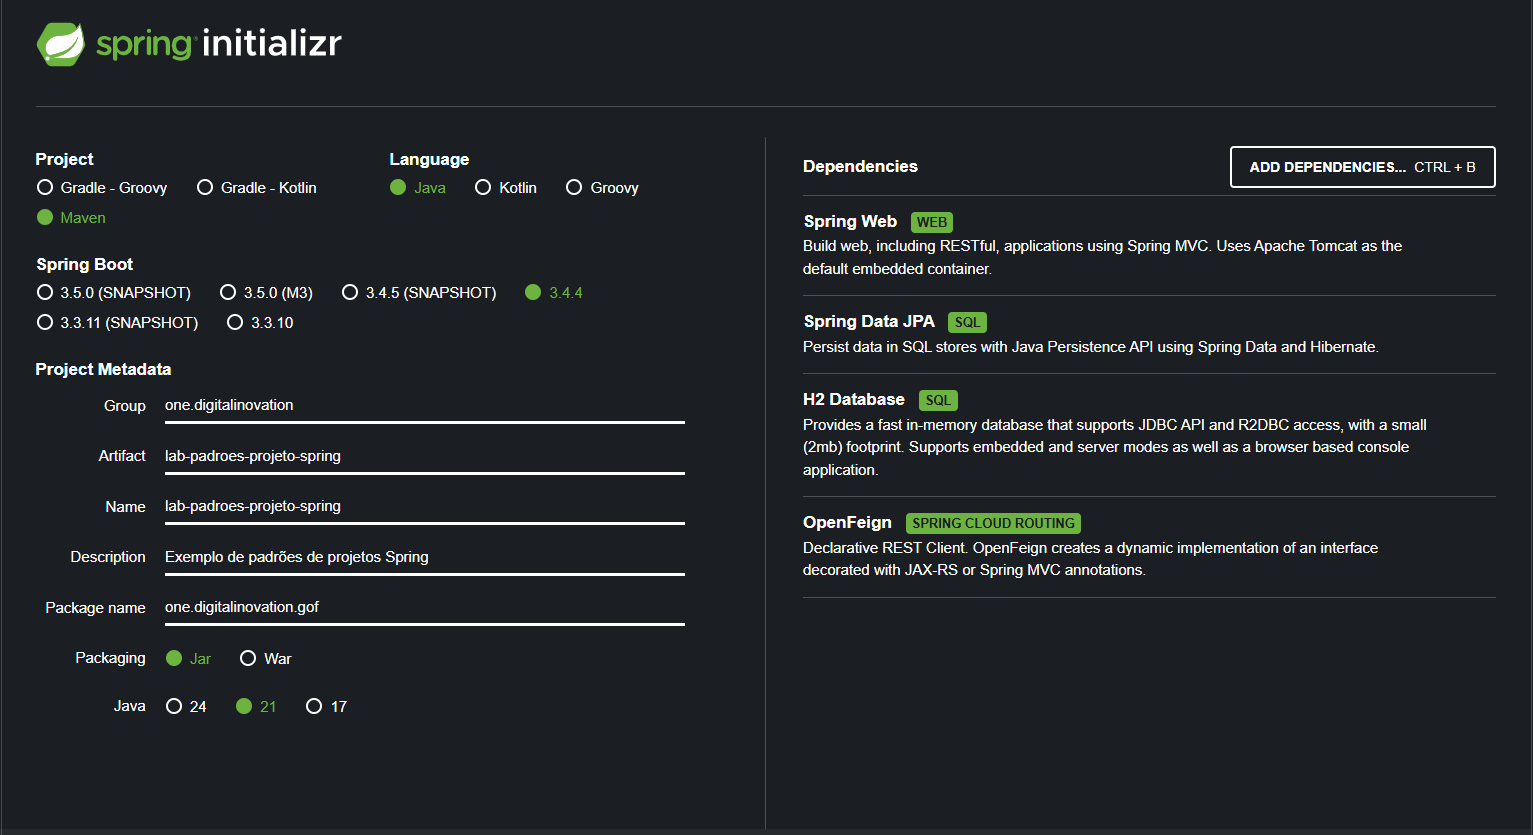 spring initializr
Project
Gradle - Groovy Gradle - Kotlin
Maven
Language
Java Kotlin Groovy
Spring Boot
3.5.0 (SNAPSHOT) 3.5.0 (M3) 3.4.5 (SNAPSHOT) 3.4.4
3.3.11 (SNAPSHOT) 3.3.10
Project Metadata
Group one.digitalinovation
Artifact lab-padroes-projeto-spring
Name lab-padroes-projeto-spring
Description Exemplo de padrões de projetos Spring
Package name one.digitalinovation.gof
Packaging Jar War
Java 24 21 17
Dependencies ADD DEPENDENCIES... CTRL + B
Spring Web WEB
Build web, including RESTful, applications using Spring MVC. Uses Apache Tomcat as the
default embedded container.
Spring Data JPA SQL
Persist data in SQL stores with Java Persistence API using Spring Data and Hibernate.
H2 Database SQL
Provides a fast in-memory database that supports JDBC API and R2DBC access, with a small
(2mb) footprint. Supports embedded and server modes as well as a browser based console
application.
OpenFeign SPRING CLOUD ROUTING
Declarative REST Client. OpenFeign creates a dynamic implementation of an interface
decorated with JAX-RS or Spring MVC annotations.